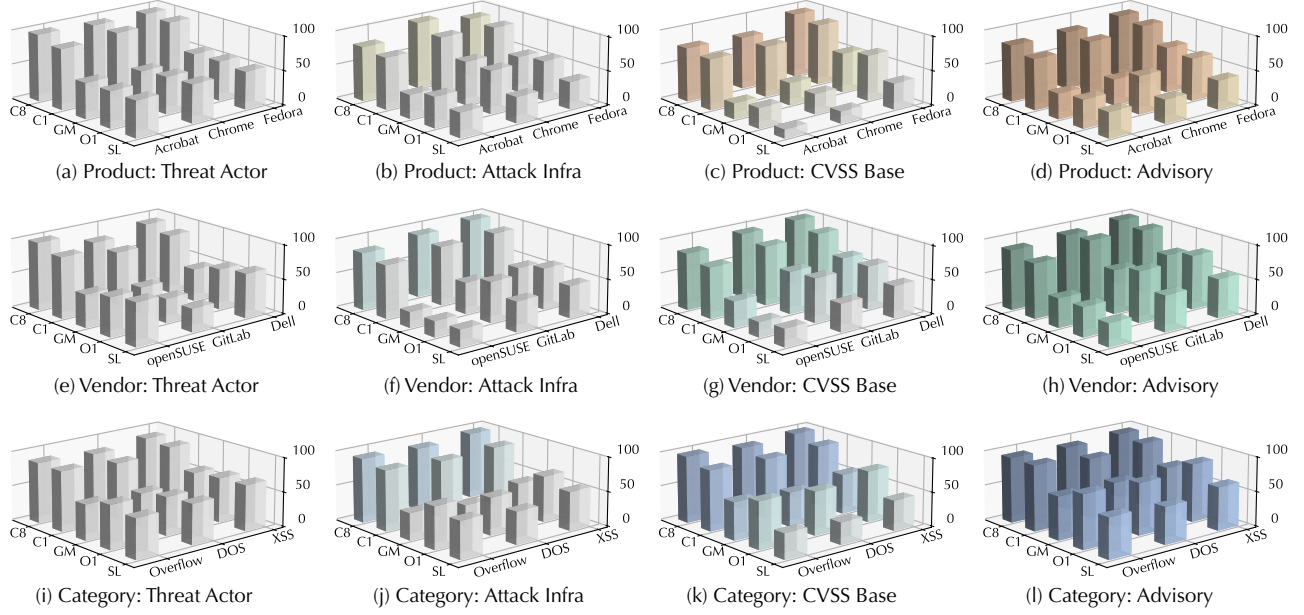 100
50
0
C8
C1
GM
O1
SL
Acrobat
Chrome
Fedora
(a) Product: Threat Actor
100
50
0
C8
C1
GM
O1
SL
Acrobat
Chrome
Fedora
(b) Product: Attack Infra
100
50
0
C8
C1
GM
O1
SL
Acrobat
Chrome
Fedora
(c) Product: CVSS Base
100
50
0
C8
C1
GM
O1
SL
Acrobat
Chrome
Fedora
(d) Product: Advisory
100
50
0
C8
C1
GM
O1
SL
openSUSE
GitLab
Dell
(e) Vendor: Threat Actor
100
50
0
C8
C1
GM
O1
SL
openSUSE
GitLab
Dell
(f) Vendor: Attack Infra
100
50
0
C8
C1
GM
O1
SL
openSUSE
GitLab
Dell
(g) Vendor: CVSS Base
100
50
0
C8
C1
GM
O1
SL
openSUSE
GitLab
Dell
(h) Vendor: Advisory
100
50
0
C8
C1
GM
O1
SL
Overflow
DOS
XSS
(i) Category: Threat Actor
100
50
0
C8
C1
GM
O1
SL
Overflow
DOS
XSS
(j) Category: Attack Infra
100
50
0
C8
C1
GM
O1
SL
Overflow
DOS
XSS
(k) Category: CVSS Base
100
50
0
C8
C1
GM
O1
SL
Overflow
DOS
XSS
(l) Category: Advisory